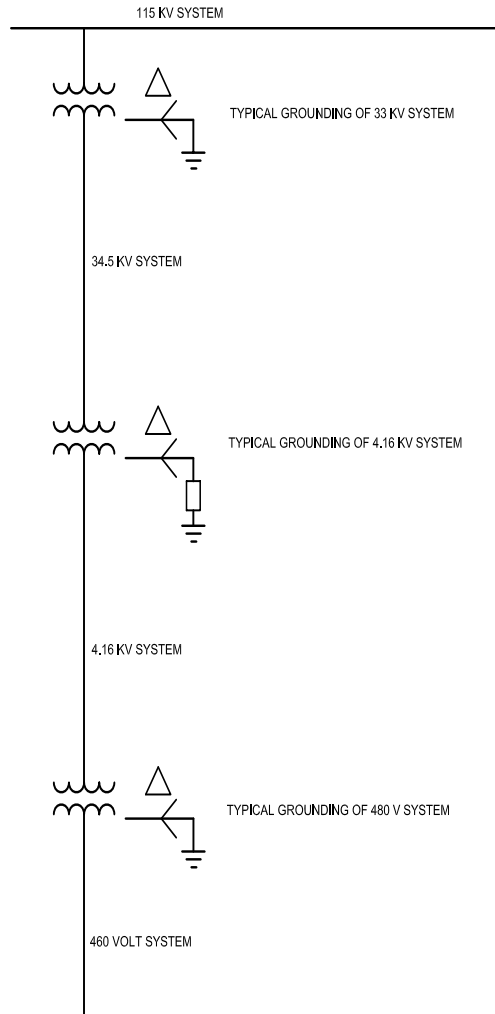 115 KV SYSTEM
TYPICAL GROUNDING OF 33 KV SYSTEM
34.5 KV SYSTEM
TYPICAL GROUNDING OF 4.16 KV SYSTEM
4.16 KV SYSTEM
TYPICAL GROUNDING OF 480 V SYSTEM
460 VOLT SYSTEM